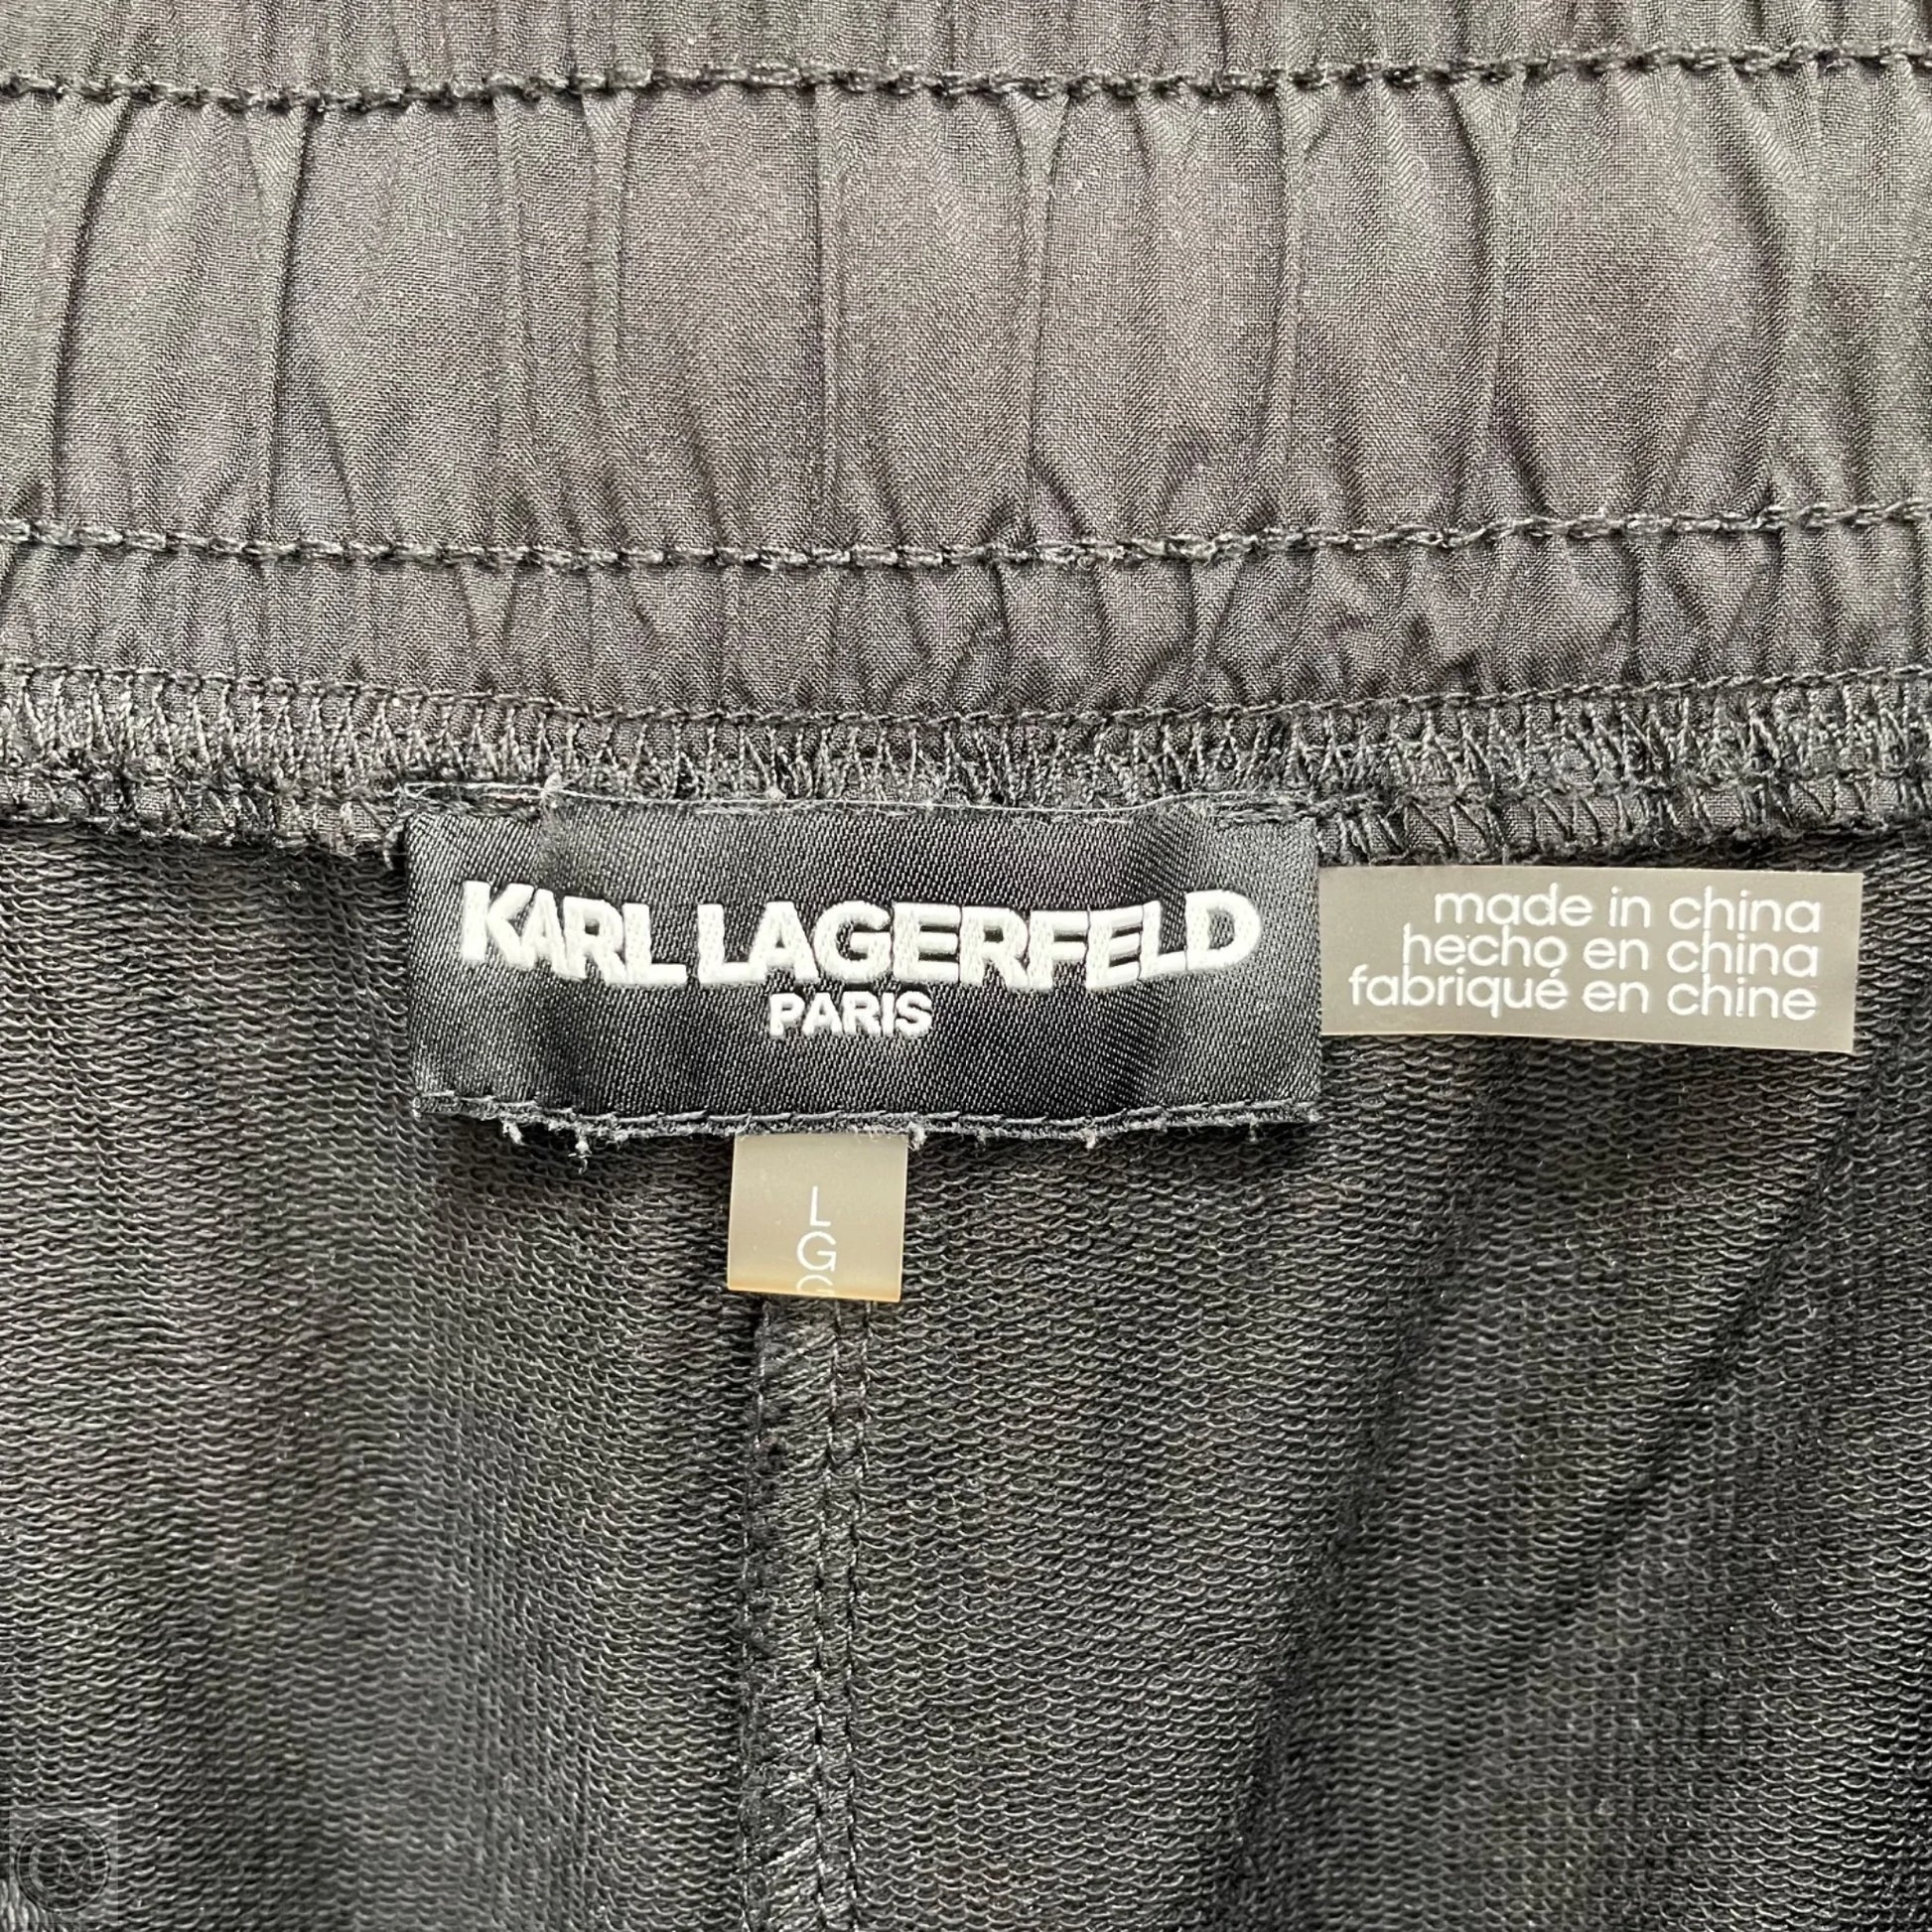 KARL LAGERFELD
PARIS
made in china
hecho en china
fabriqué en chine
L
G